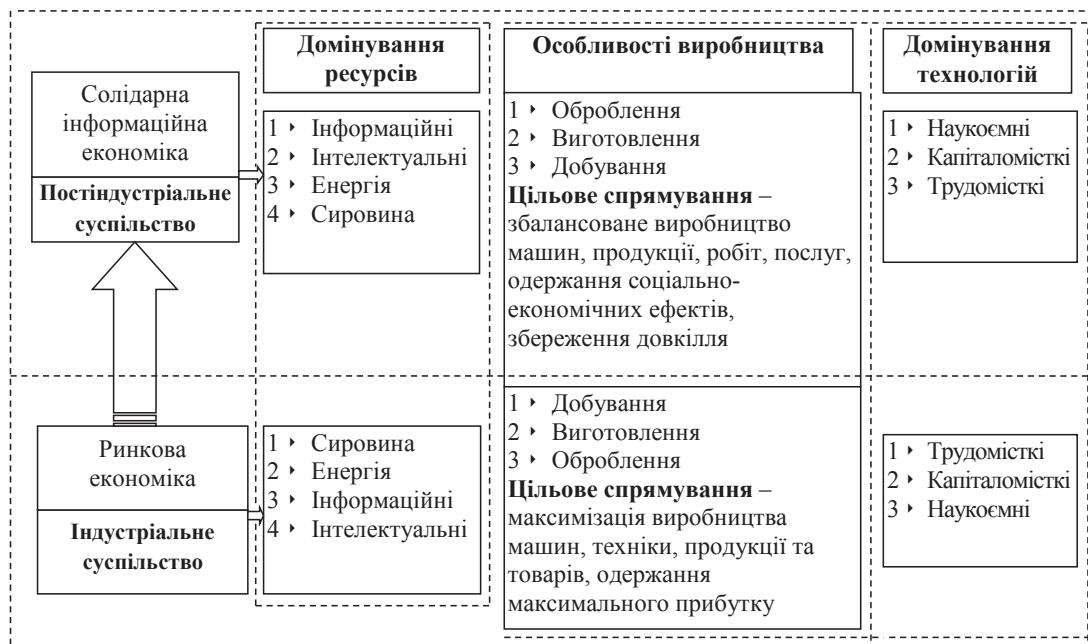 Домінування
ресурсів
Особливості виробництва
Домінування
технологій
Солідарна
інформаційна
економіка
Постіндустріальне
суспільство
1 ‣ Інформаційні
2 ‣ Інтелектуальні
3 ‣ Енергія
4 ‣ Сировина
1 ‣ Оброблення
2 ‣ Виготовлення
3 ‣ Добування
Цільове спрямування –
збалансоване виробництво
машин, продукції, робіт, послуг,
одержання соціально-
економічних ефектів,
збереження довкілля
1 ‣ Наукоємні
2 ‣ Капіталомісткі
3 ‣ Трудомісткі
Ринкова
економіка
Індустріальне
суспільство
1 ‣ Сировина
2 ‣ Енергія
3 ‣ Інформаційні
4 ‣ Інтелектуальні
1 ‣ Добування
2 ‣ Виготовлення
3 ‣ Оброблення
Цільове спрямування –
максимізація виробництва
машин, техніки, продукції та
товарів, одержання
максимального прибутку
1 ‣ Трудомісткі
2 ‣ Капіталомісткі
3 ‣ Наукоємні